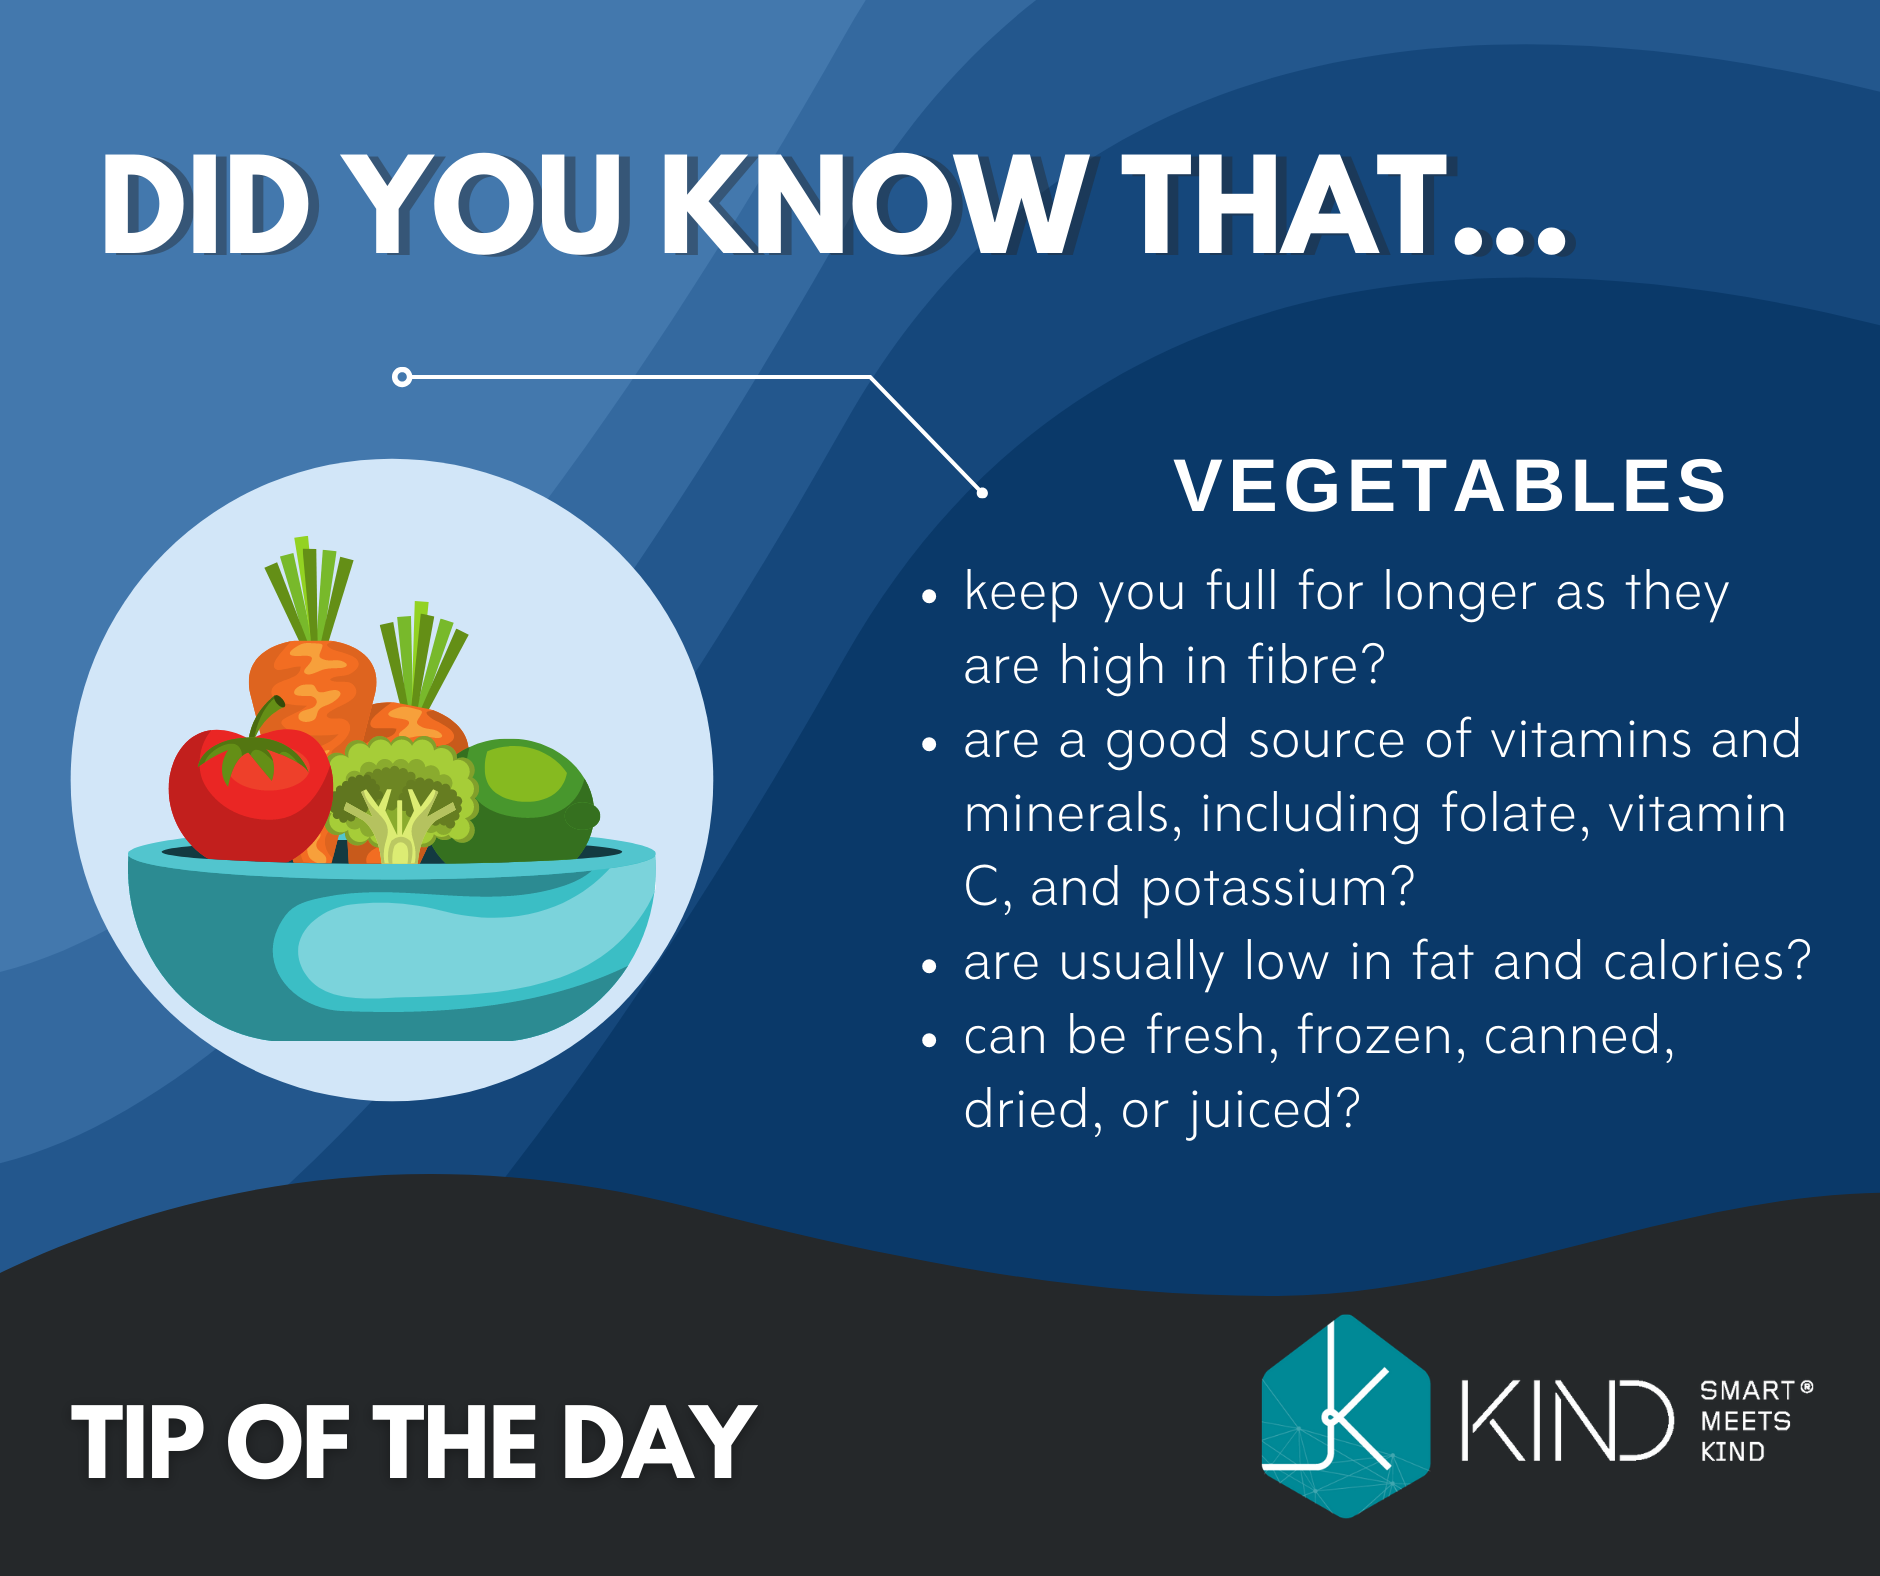 DID YOU KNOW THAT...
VEGETABLES
• keep you full for longer as they
are high in fibre?
• are a good source of vitamins and
minerals, including folate, vitamin
C, and potassium?
• are usually low in fat and calories?
• can be fresh, frozen, canned,
dried, or juiced?
TIP OF THE DAY
KIND
SMART®
MEETS
KIND